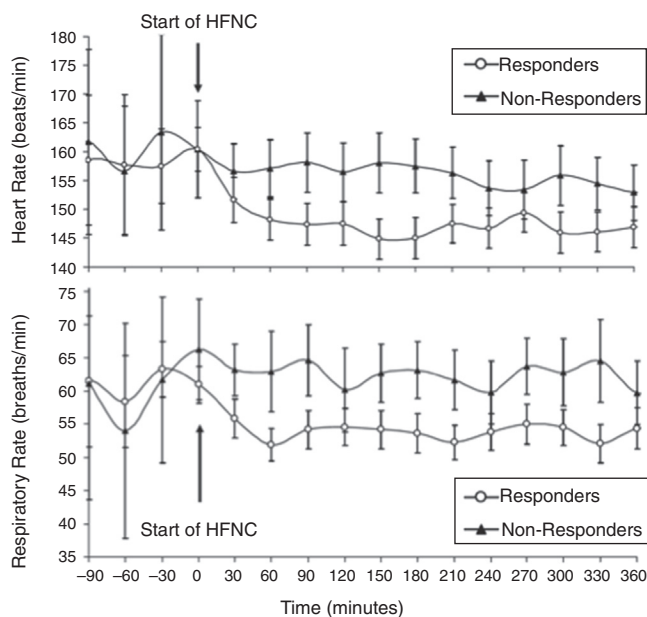 Start of HFNC
180
175
170
165
160
155
150
145
140
Heart Rate (beats/min)
Responders
Non-Responders
75
70
65
60
55
50
45
40
35
Respiratory Rate (breaths/min)
Start of HFNC
Responders
Non-Responders
–90 –60 –30 0 30 60 90 120 150 180 210 240 270 300 330 360
Time (minutes)